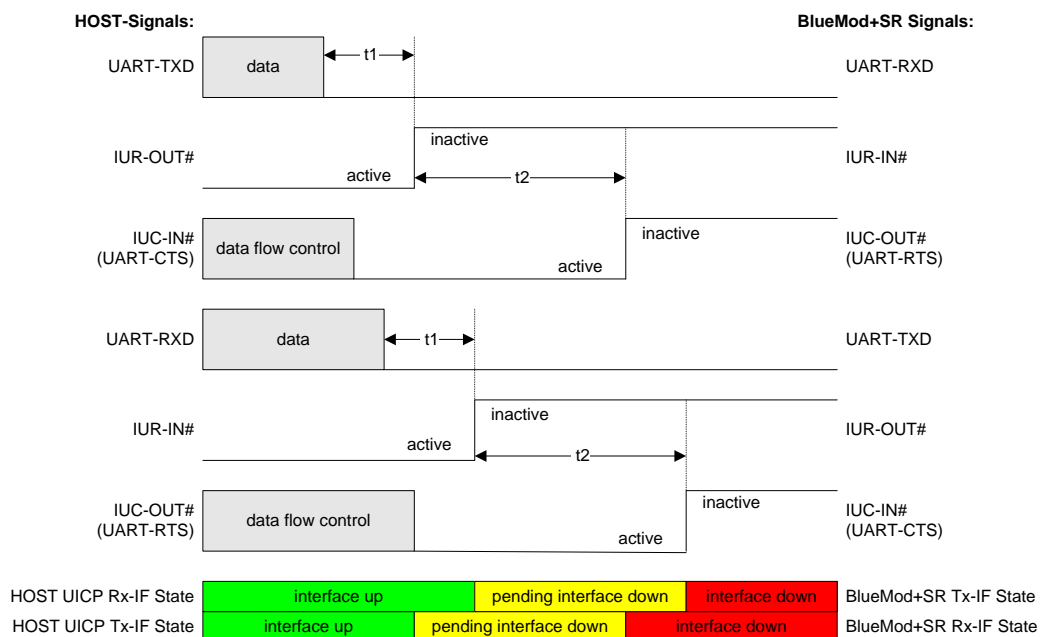 HOST-Signals: BlueMod+SR Signals:
UART-TXD data t1 UART-RXD
inactive
IUR-OUT# IUR-IN#
active t2
IUC-IN# inactive IUC-OUT#
(UART-CTS) data flow control (UART-RTS)
active
UART-RXD data t1 UART-TXD
inactive
IUR-IN# IUR-OUT#
active t2
IUC-OUT# inactive IUC-IN#
(UART-RTS) data flow control (UART-CTS)
active
HOST UICP Rx-IF State interface up pending interface down interface down BlueMod+SR Tx-IF State
HOST UICP Tx-IF State interface up pending interface down interface down BlueMod+SR Rx-IF State